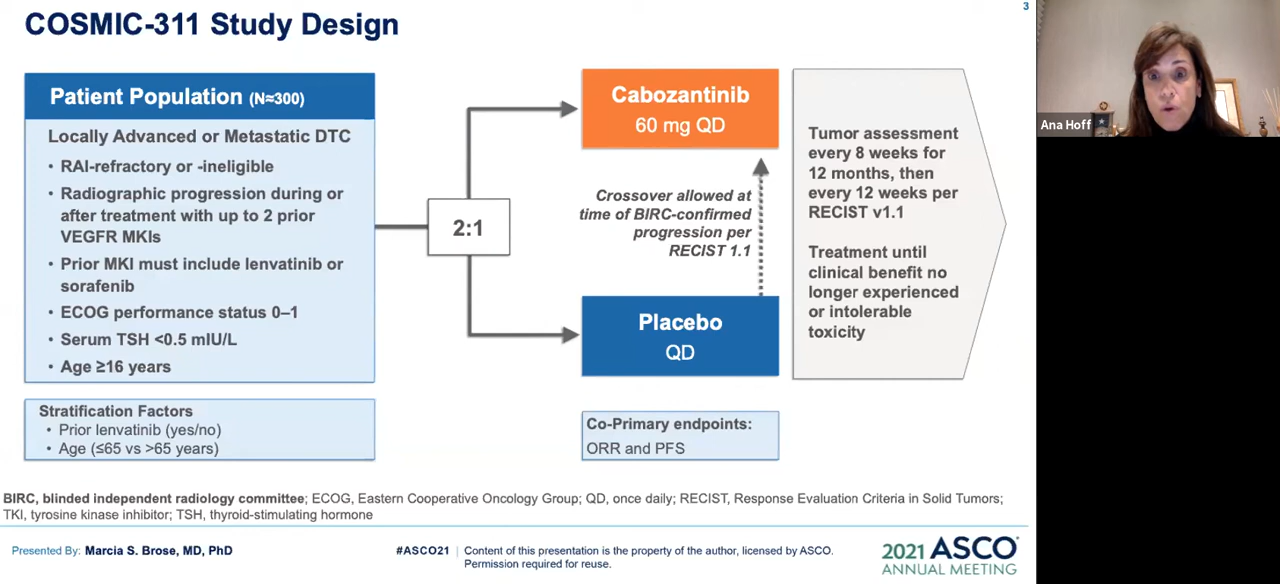 COSMIC-311 Study Design
3
Patient Population (N≈300)
Locally Advanced or Metastatic DTC
• RAI-refractory or -ineligible
• Radiographic progression during or
after treatment with up to 2 prior
VEGFR MKIs
• Prior MKI must include lenvatinib or
sorafenib
• ECOG performance status 0–1
• Serum TSH <0.5 mIU/L
• Age ≥16 years
Stratification Factors
• Prior lenvatinib (yes/no)
• Age (≤65 vs >65 years)
2:1
Cabozantinib
60 mg QD
Crossover allowed at
time of BIRC-confirmed
progression per
RECIST 1.1
Placebo
QD
Co-Primary endpoints:
ORR and PFS
Tumor assessment
every 8 weeks for
12 months, then
every 12 weeks per
RECIST v1.1
Treatment until
clinical benefit no
longer experienced
or intolerable
toxicity
BIRC, blinded independent radiology committee; ECOG, Eastern Cooperative Oncology Group; QD, once daily; RECIST, Response Evaluation Criteria in Solid Tumors;
TKI, tyrosine kinase inhibitor; TSH, thyroid-stimulating hormone
Presented By: Marcia S. Brose, MD, PhD
#ASCO21
Content of this presentation is the property of the author, licensed by ASCO.
Permission required for reuse.
2021 ASCO
ANNUAL MEETING
Ana Hoff